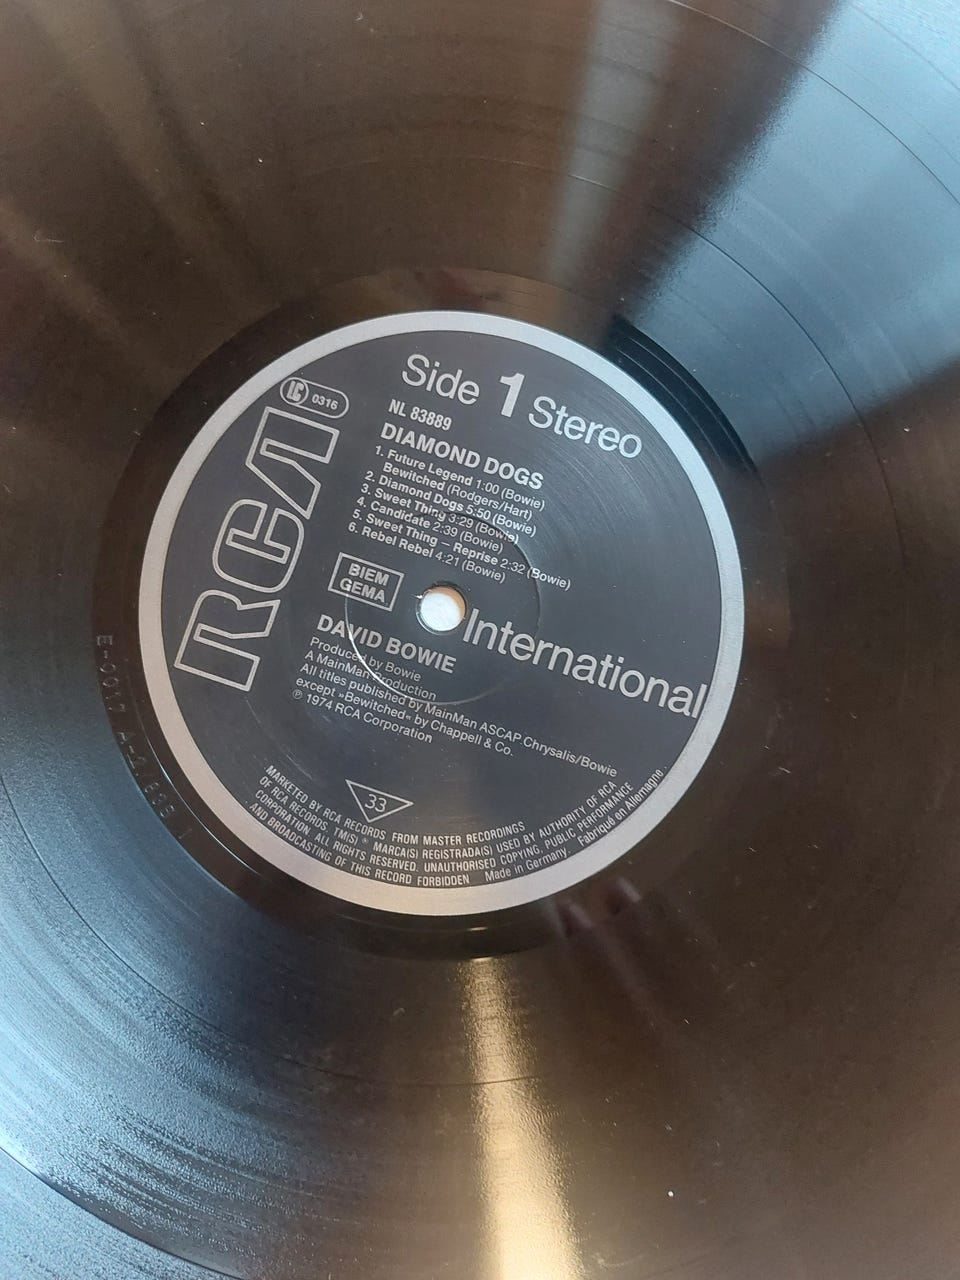 Side 1 Stereo
LC 0316
RCA
NL 83889
DIAMOND DOGS
1. Future Legend 1:00 (Bowie)
Bewitched (Rodgers/Hart)
2. Diamond Dogs 5:50 (Bowie)
3. Sweet Thing 3:29 (Bowie)
4. Candidate 2:39 (Bowie)
5. Sweet Thing – Reprise 2:32 (Bowie)
6. Rebel Rebel 4:21 (Bowie)
BIEM
GEMA
International
DAVID BOWIE
Produced by Bowie
A MainMan Production
All titles published by MainMan ASCAP Chrysalis/Bowie
except »Bewitched« by Chappell & Co.
℗ 1974 RCA Corporation
33
MARKETED BY RCA RECORDS FROM MASTER RECORDINGS
OF RCA RECORDS. TM(S) ® MARCA(S) REGISTRADA(S) USED BY AUTHORITY OF RCA
CORPORATION. ALL RIGHTS RESERVED. UNAUTHORISED COPYING, PUBLIC PERFORMANCE
AND BROADCASTING OF THIS RECORD FORBIDDEN Made in Germany. Fabriqué en Allemagne.